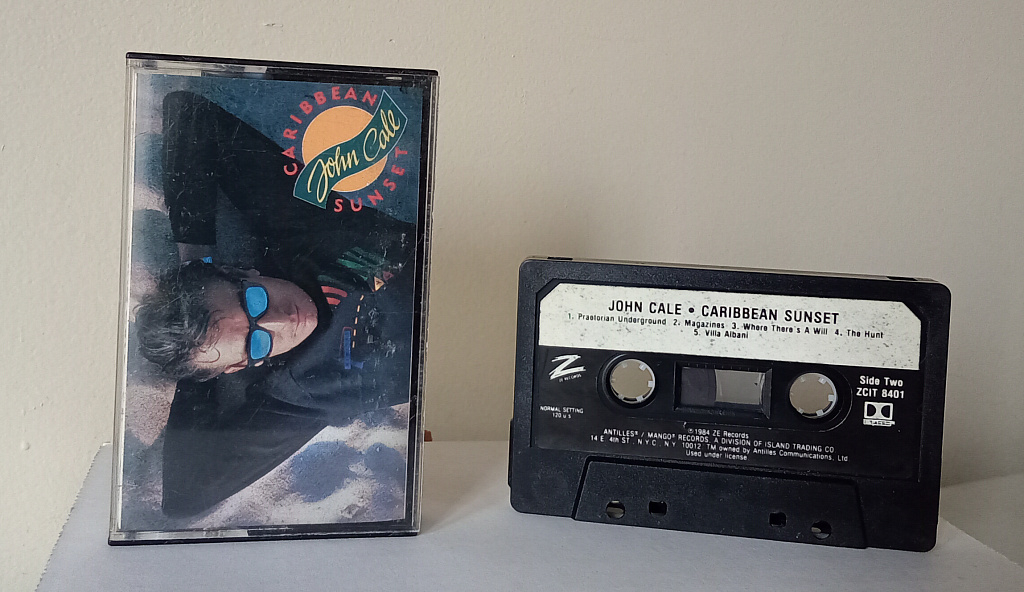 CARIBBEAN
John Cale
SUNSET
JOHN CALE • CARIBBEAN SUNSET
1. Praetorian Underground 2. Magazines 3. Where There's A Will 4. The Hunt
5. Villa Albani
Z
ZE RECORDS
NORMAL SETTING
120 u s
Side Two
ZCIT 8401
℗1984 ZE Records
ANTILLES® / MANGO® RECORDS, A DIVISION OF ISLAND TRADING CO
14 E. 4th ST. N Y C N Y 10012 TM owned by Antilles Communications, Ltd.
Used under license